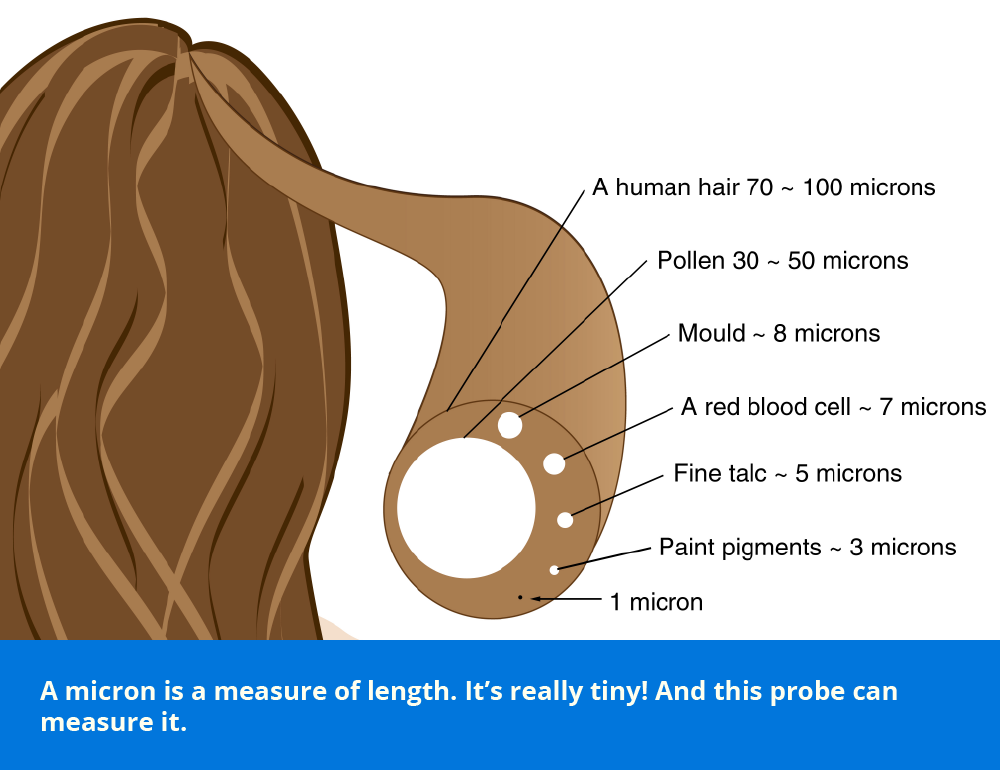 A human hair 70 ~ 100 microns
Pollen 30 ~ 50 microns
Mould ~ 8 microns
A red blood cell ~ 7 microns
Fine talc ~ 5 microns
Paint pigments ~ 3 microns
1 micron
A micron is a measure of length. It’s really tiny! And this probe can
measure it.